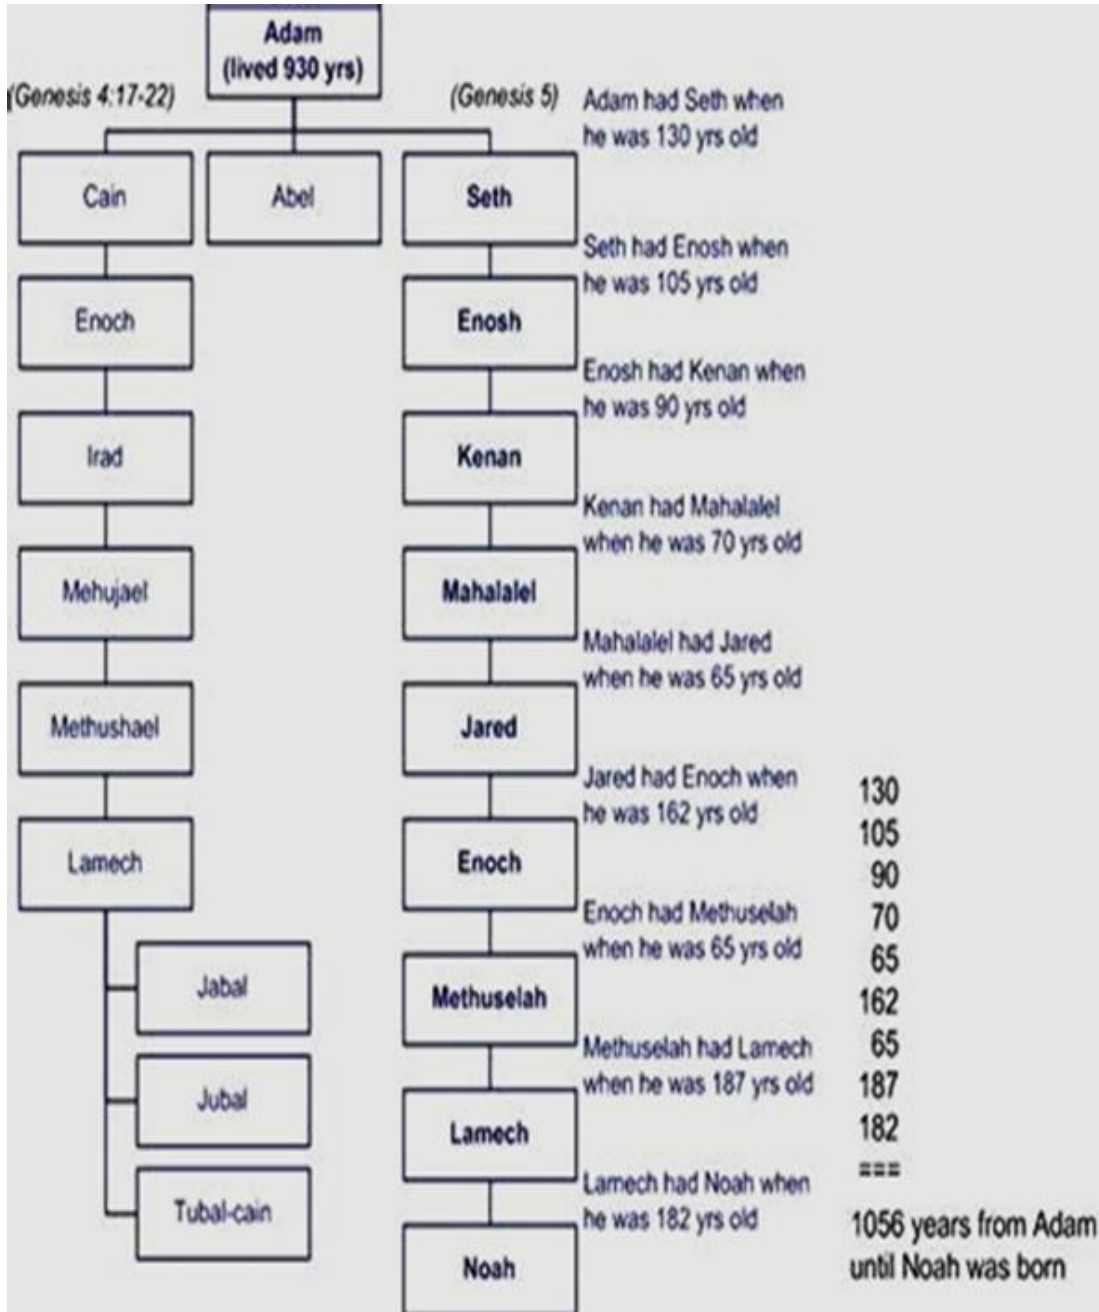 Adam
(lived 930 yrs)
(Genesis 4:17-22)
(Genesis 5)
Adam had Seth when
he was 130 yrs old
Cain
Abel
Seth
Seth had Enosh when
he was 105 yrs old
Enoch
Enosh
Enosh had Kenan when
he was 90 yrs old
Irad
Kenan
Kenan had Mahalalel
when he was 70 yrs old
Mehujael
Mahalalel
Mahalalel had Jared
when he was 65 yrs old
Methushael
Jared
Jared had Enoch when
he was 162 yrs old
Lamech
Enoch
Enoch had Methuselah
when he was 65 yrs old
Jabal
Methuselah
Methuselah had Lamech
when he was 187 yrs old
Jubal
Lamech
Lamech had Noah when
he was 182 yrs old
Tubal-cain
Noah
130
105
90
70
65
162
65
187
182
===
1056 years from Adam
until Noah was born